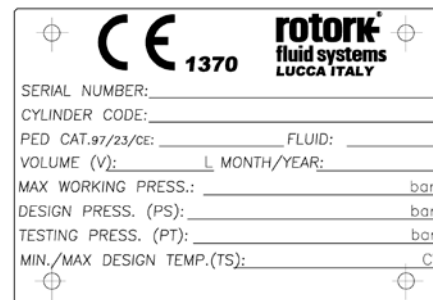 CE 1370
rotork®
fluid systems
LUCCA ITALY
SERIAL NUMBER:
CYLINDER CODE:
PED CAT.97/23/CE: FLUID:
VOLUME (V): L MONTH/YEAR:
MAX WORKING PRESS.: bar
DESIGN PRESS. (PS): bar
TESTING PRESS. (PT): bar
MIN./MAX DESIGN TEMP.(TS): C